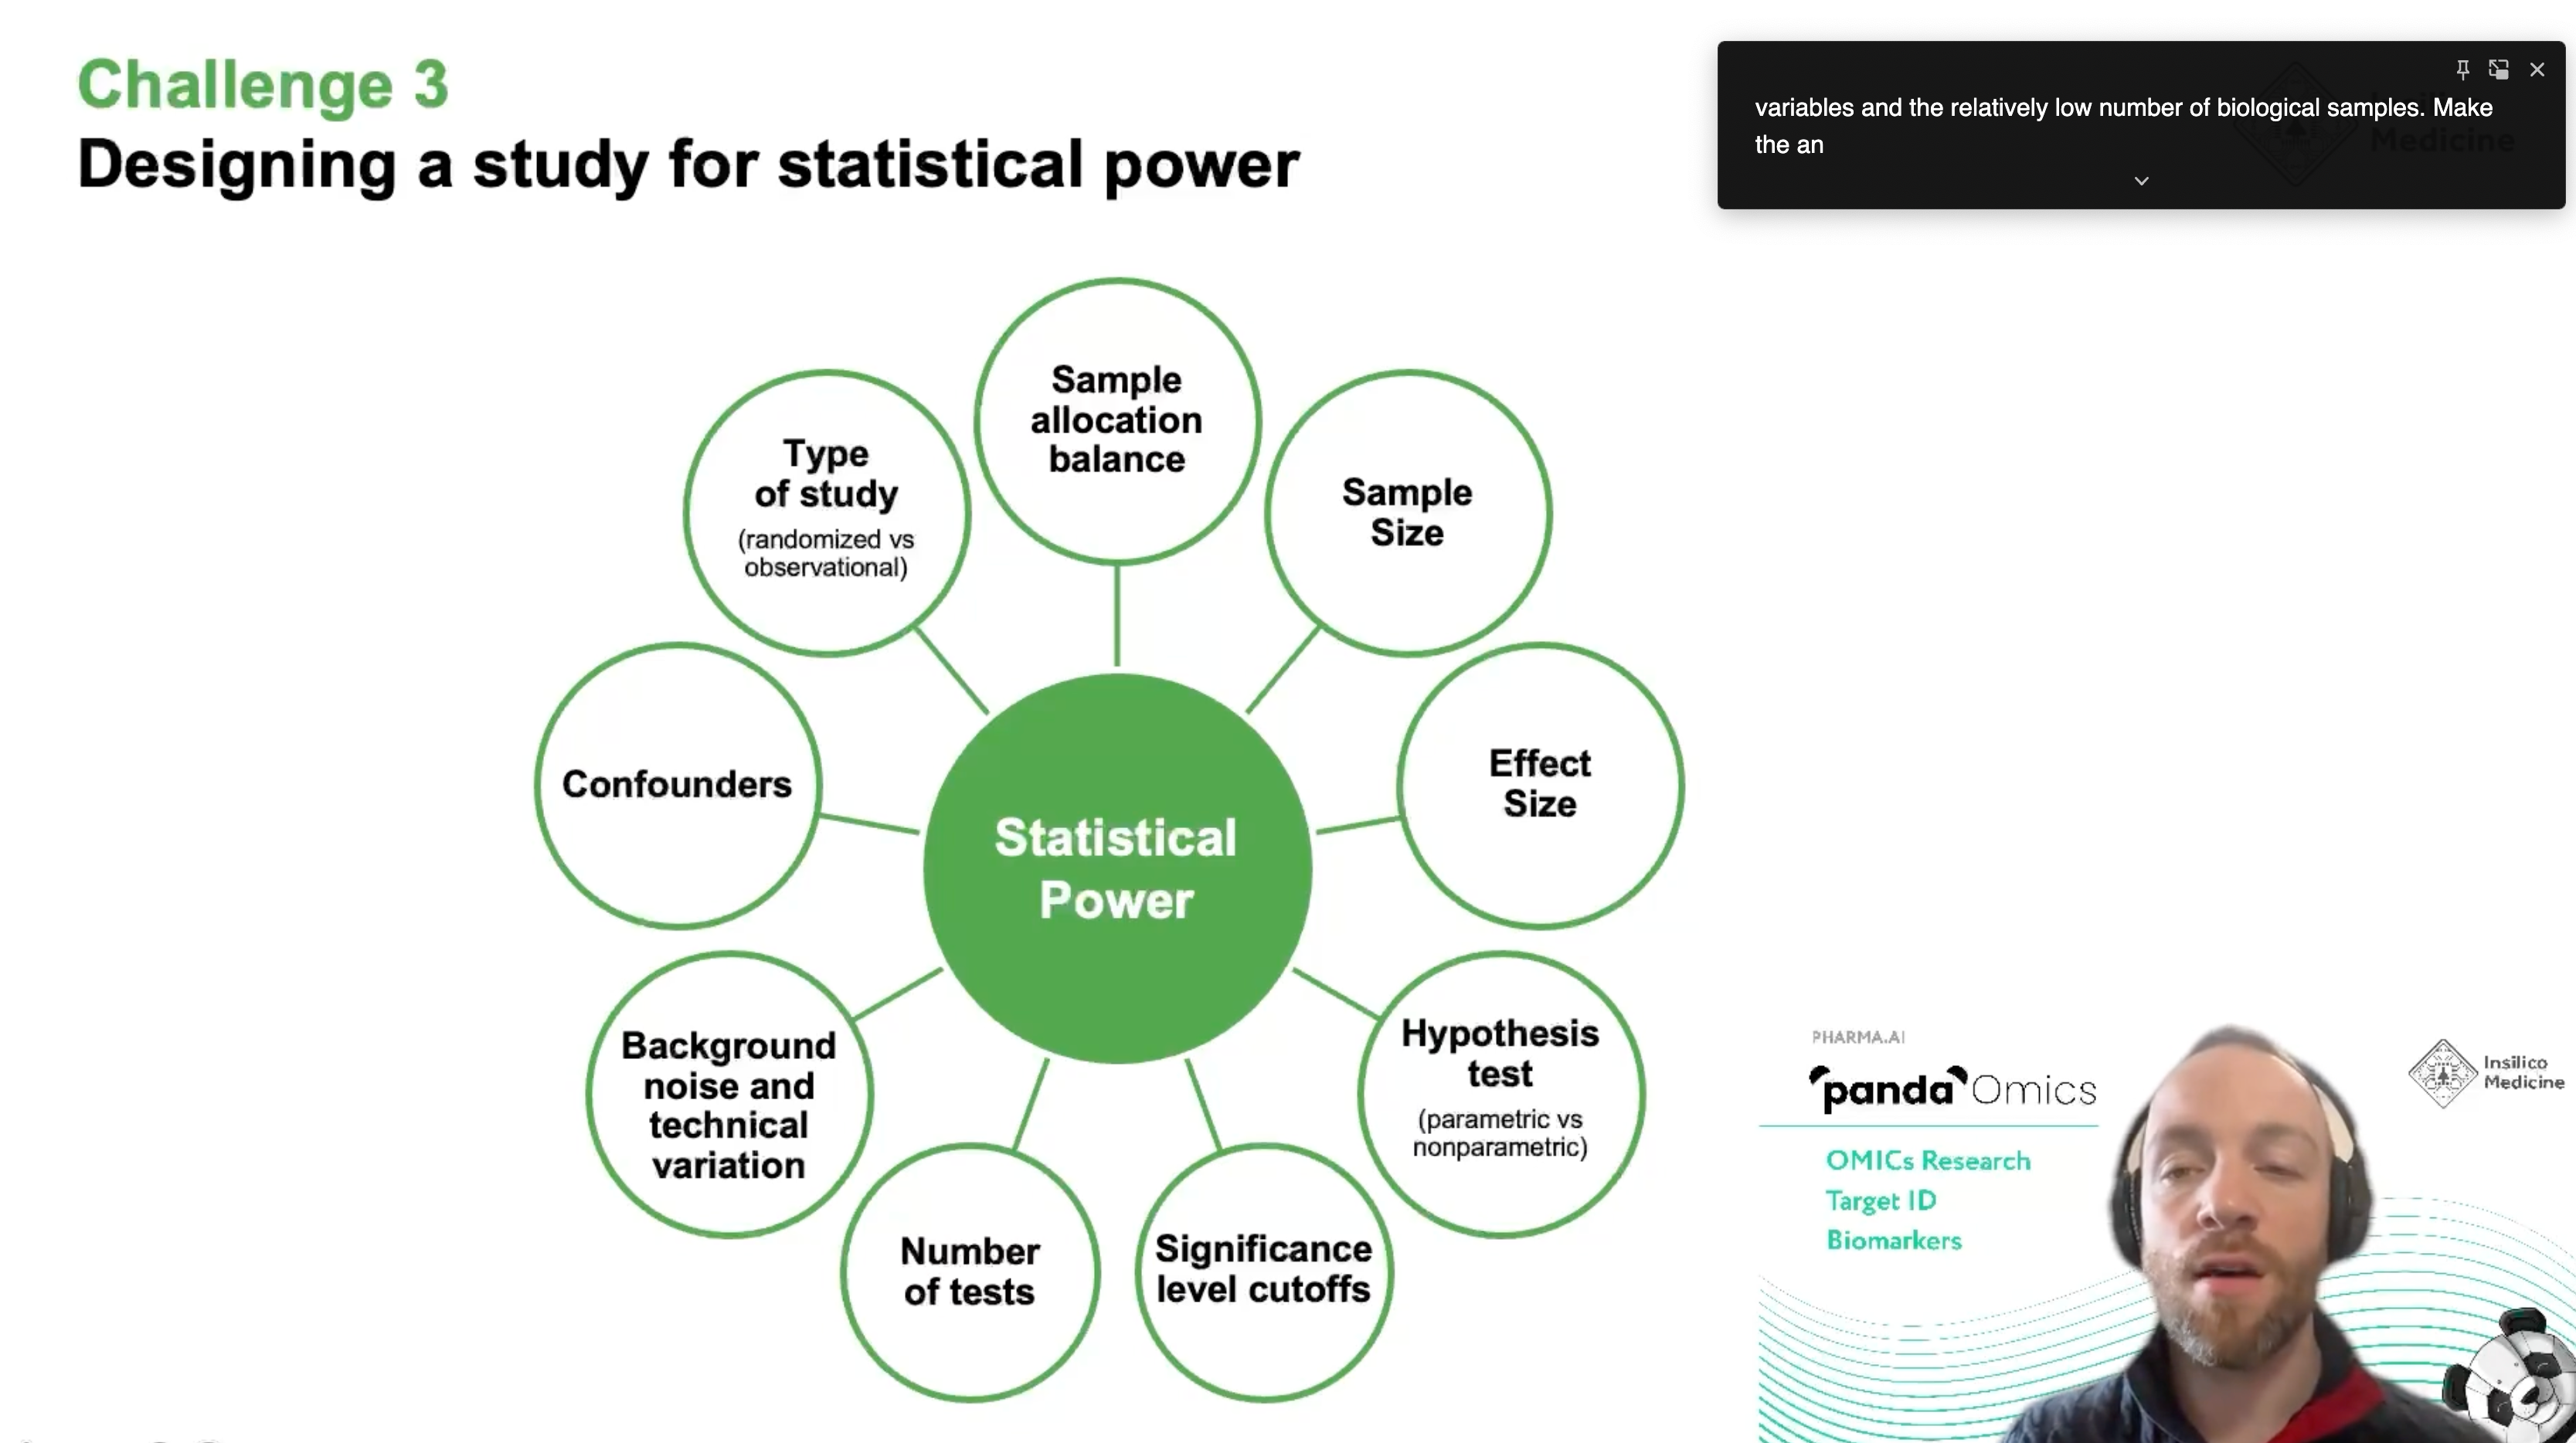 Challenge 3
Designing a study for statistical power
variables and the relatively low number of biological samples. Make
the an
Medicine
Sample
allocation
balance
Type
of study
(randomized vs
observational)
Sample
Size
Confounders
Effect
Size
Statistical
Power
Background
noise and
technical
variation
Hypothesis
test
(parametric vs
nonparametric)
Number
of tests
Significance
level cutoffs
PHARMA.AI
panda Omics
Insilico
Medicine
OMICs Research
Target ID
Biomarkers